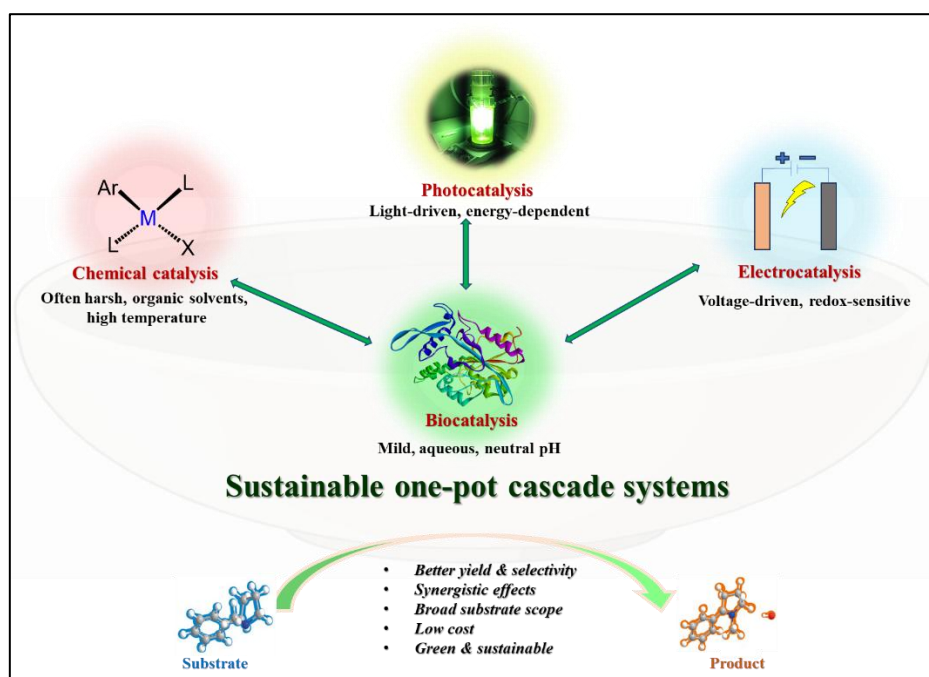 Photocatalysis
Light-driven, energy-dependent
Ar
L
M
L
X
Chemical catalysis
Often harsh, organic solvents,
high temperature
+ −
Electrocatalysis
Voltage-driven, redox-sensitive
Biocatalysis
Mild, aqueous, neutral pH
Sustainable one-pot cascade systems
• Better yield & selectivity
• Synergistic effects
• Broad substrate scope
• Low cost
• Green & sustainable
Substrate
Product